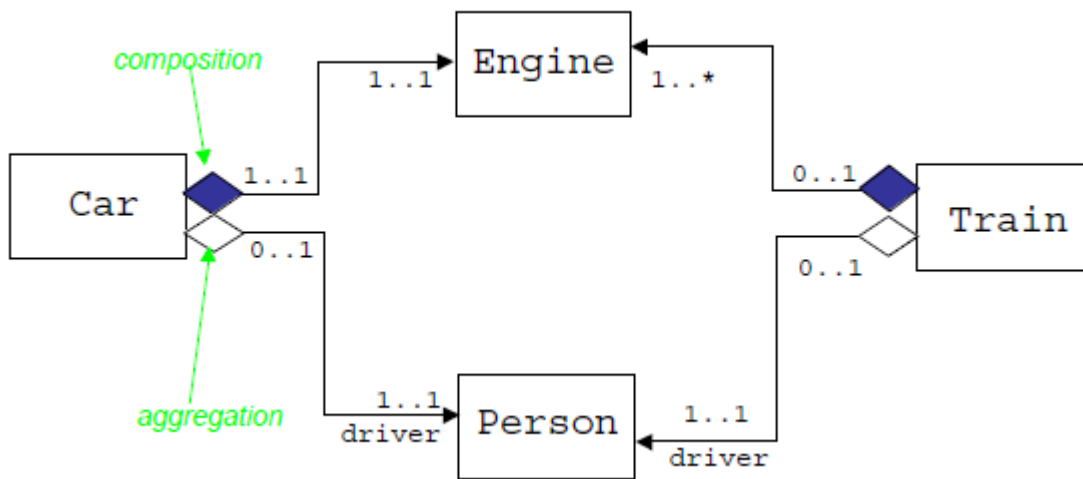 composition
Engine
1..1
1..*
Car
1..1
0..1
Train
0..1
0..1
aggregation
1..1
driver
Person
1..1
driver